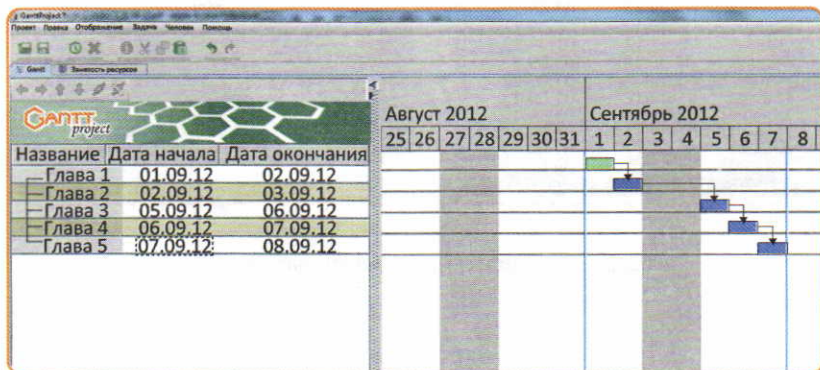 GanttProject *
Проект Правка Отображение Задачи Человек Помощь
Gantt Занятость ресурсов
GANTT project
Август 2012 Сентябрь 2012
25 26 27 28 29 30 31 1 2 3 4 5 6 7 8
Название Дата начала Дата окончания
Глава 1 01.09.12 02.09.12
Глава 2 02.09.12 03.09.12
Глава 3 05.09.12 06.09.12
Глава 4 06.09.12 07.09.12
Глава 5 07.09.12 08.09.12